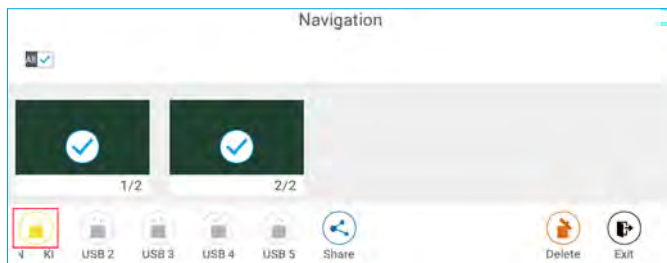 Navigation
All
1/2 2/2
USB 2 USB 3 USB 4 USB 5 Share Delete Exit